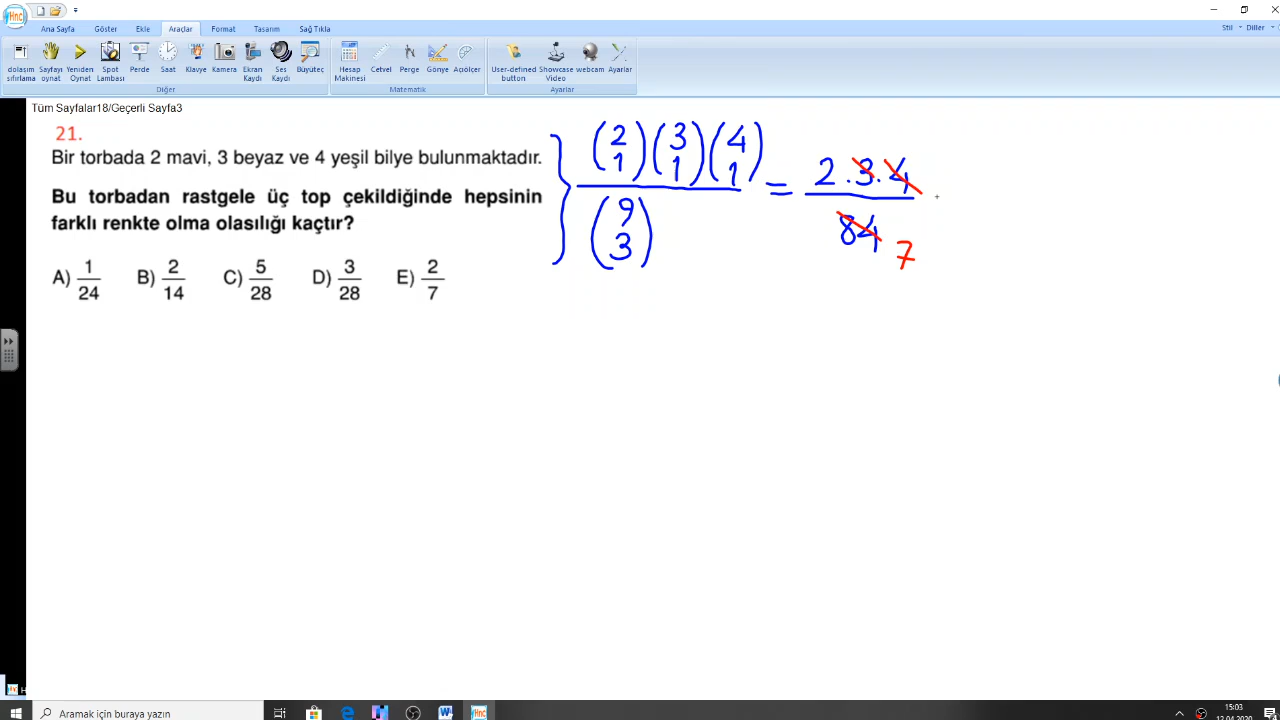 Ana Sayfa Göster Ekle Araçlar Format Tasarım Sağ Tıkla
Stil Diller
dolaşım sıfırlama Sayfayı oynat Yeniden Oynat Spot Lambası Perde Saat Klavye Kamera Ekran Kaydı Ses Kaydı Büyüteç Hesap Makinesi Cetvel Perge Gönye Açıölçer User-defined button Showcase Video webcam Ayarlar
Diğer Matematik Ayarlar
Tüm Sayfalar18/Geçerli Sayfa3
21.
Bir torbada 2 mavi, 3 beyaz ve 4 yeşil bilye bulunmaktadır.
Bu torbadan rastgele üç top çekildiğinde hepsinin
farklı renkte olma olasılığı kaçtır?
A) 1/24 B) 2/14 C) 5/28 D) 3/28 E) 2/7
(2 1)(3 1)(4 1) / (9 3) = 2.3.4 / 84 7
Aramak için buraya yazın
15:03
12.04.2020